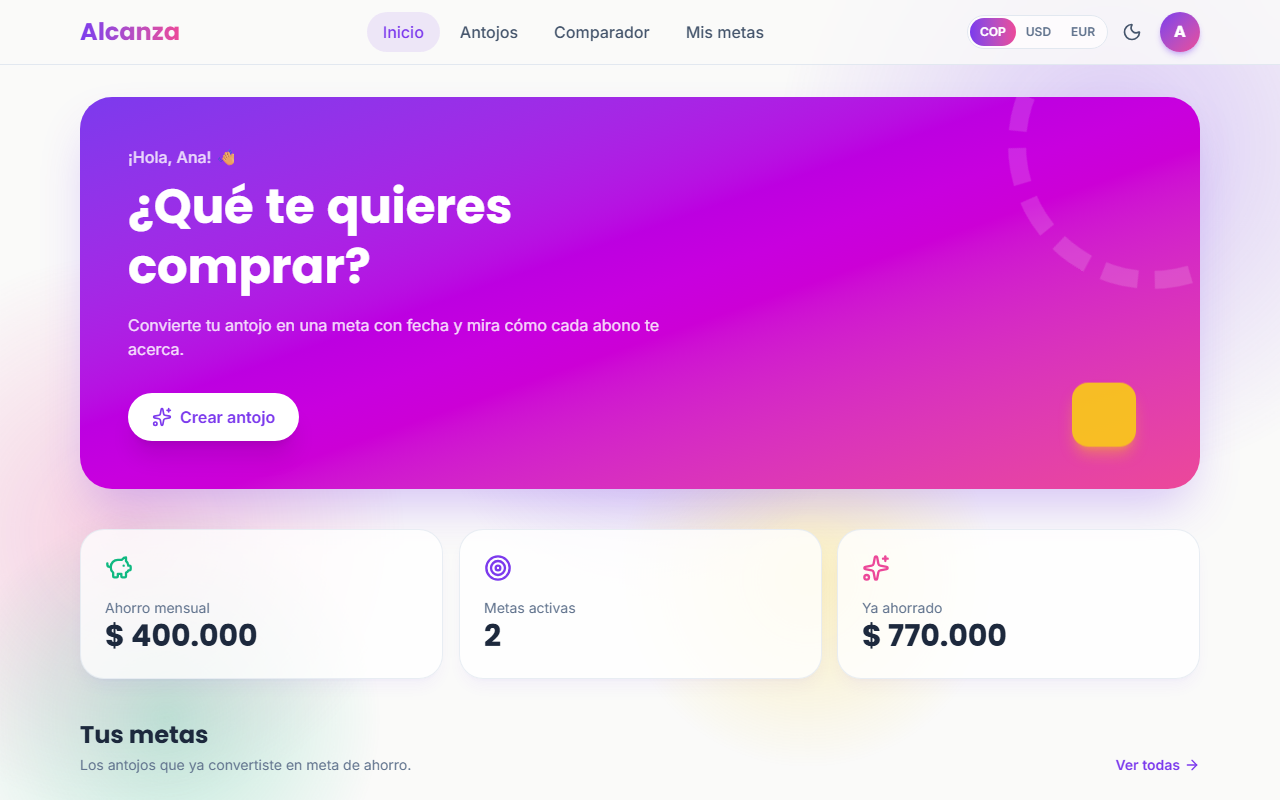 Alcanza
Inicio
Antojos
Comparador
Mis metas
COP
USD
EUR
A
¡Hola, Ana! 👋
¿Qué te quieres
comprar?
Convierte tu antojo en una meta con fecha y mira cómo cada abono te
acerca.
Crear antojo
Ahorro mensual
$ 400.000
Metas activas
2
Ya ahorrado
$ 770.000
Tus metas
Los antojos que ya convertiste en meta de ahorro.
Ver todas →